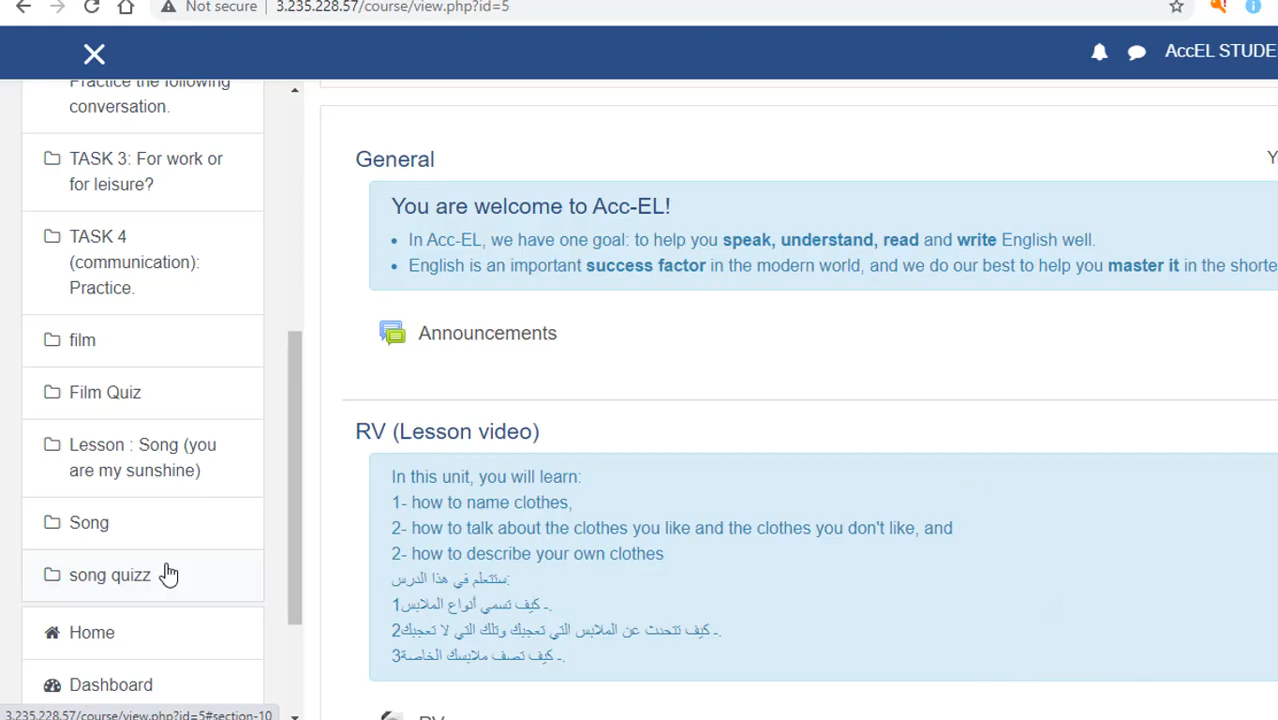 Not secure
3.235.228.57/course/view.php?id=5
AccEL STUDE
Practice the following
conversation.
TASK 3: For work or
for leisure?
TASK 4
(communication):
Practice.
film
Film Quiz
Lesson : Song (you
are my sunshine)
Song
song quizz
Home
Dashboard
3.235.228.57/course/view.php?id=5#section-10
General
Y
You are welcome to Acc-EL!
In Acc-EL, we have one goal: to help you speak, understand, read and write English well.
English is an important success factor in the modern world, and we do our best to help you master it in the shorte
Announcements
RV (Lesson video)
In this unit, you will learn:
1- how to name clothes,
2- how to talk about the clothes you like and the clothes you don't like, and
2- how to describe your own clothes
ستتعلم في هذا الدرس:
1ـ كيف تسمي أنواع الملابس.
2ـ كيف تتحدث عن الملابس التي تعجبك وتلك التي لا تعجبك.
3ـ كيف تصف ملابسك الخاصة.
RV